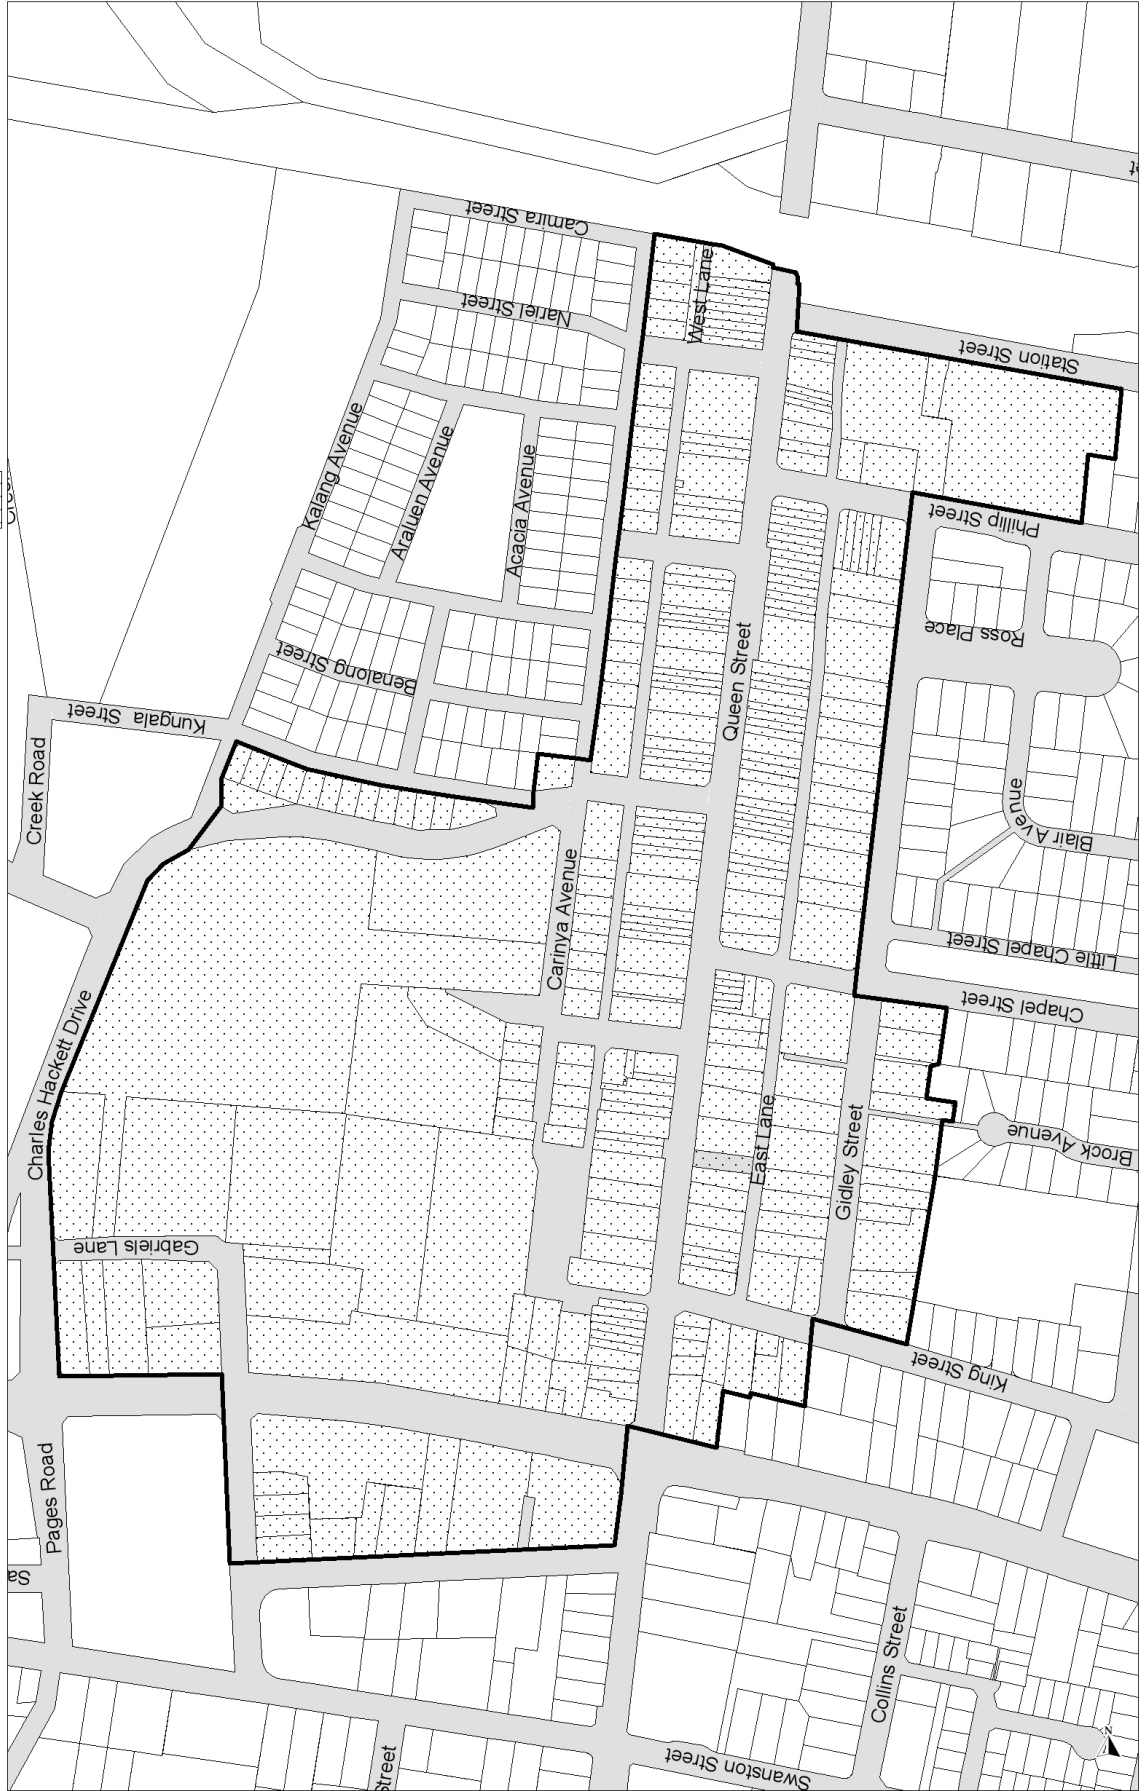 Camira Street
Nariel Street
West Lane
Station Street
Kalang Avenue
Araluen Avenue
Acacia Avenue
Phillip Street
Ross Place
Benalong Street
Queen Street
Kungala Street
Creek Road
Blair Avenue
Carinya Avenue
Little Chapel Street
Chapel Street
Charles Hackett Drive
East Lane
Gidley Street
Brock Avenue
Gabriels Lane
King Street
Pages Road
Sa
Collins Street
Swanston Street
Street
N
et